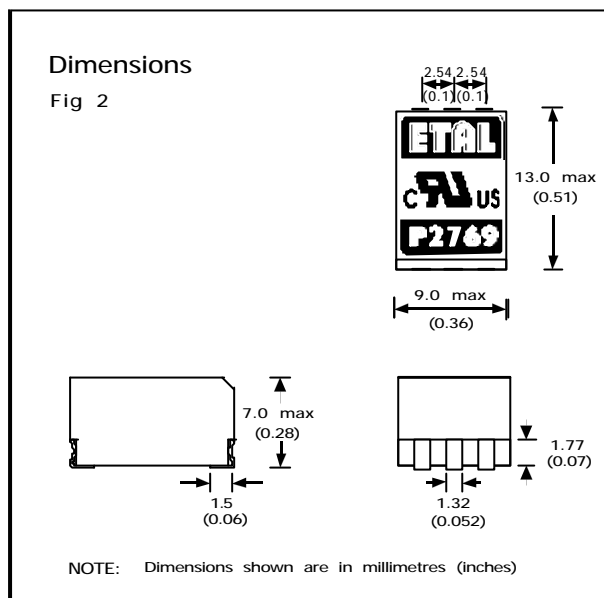 Dimensions
Fig 2
2.54 2.54
(0.1) (0.1)
ETAL
C US
P2769
13.0 max
(0.51)
9.0 max
(0.36)
7.0 max
(0.28)
1.5
(0.06)
1.77
(0.07)
1.32
(0.052)
NOTE: Dimensions shown are in millimetres (inches)